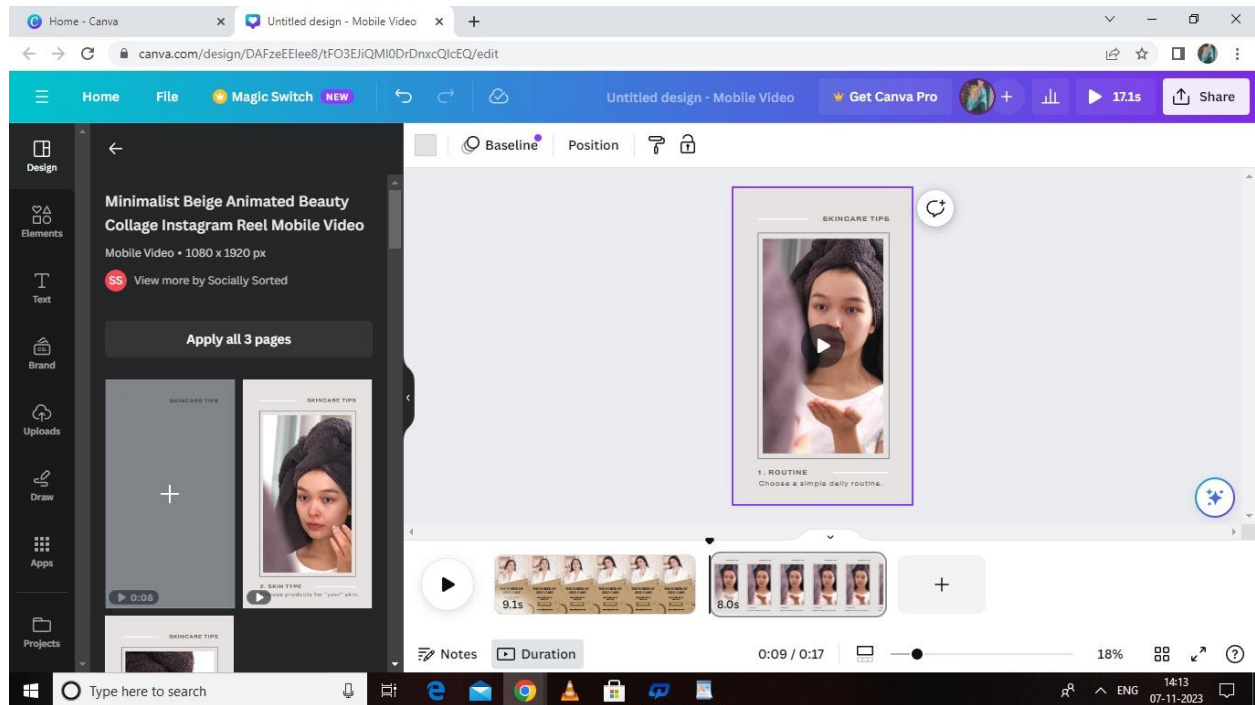 Home - Canva
Untitled design - Mobile Video
canva.com/design/DAFzeEElee8/tFO3EJiQMI0DrDnxcQIcEQ/edit
Home File Magic Switch NEW Untitled design - Mobile Video Get Canva Pro 17.1s Share
Design
Elements
Text
Brand
Uploads
Draw
Apps
Projects
Minimalist Beige Animated Beauty
Collage Instagram Reel Mobile Video
Mobile Video • 1080 x 1920 px
SS View more by Socially Sorted
Apply all 3 pages
SKINCARE TIPS
0:08
SKINCARE TIPS
2. SKIN TYPE
products for "your" skin.
SKINCARE TIPS
Baseline Position
SKINCARE TIPS
1. ROUTINE
Choose a simple daily routine.
9.1s
8.0s
Notes Duration 0:09 / 0:17 18%
Type here to search
ENG
14:13
07-11-2023